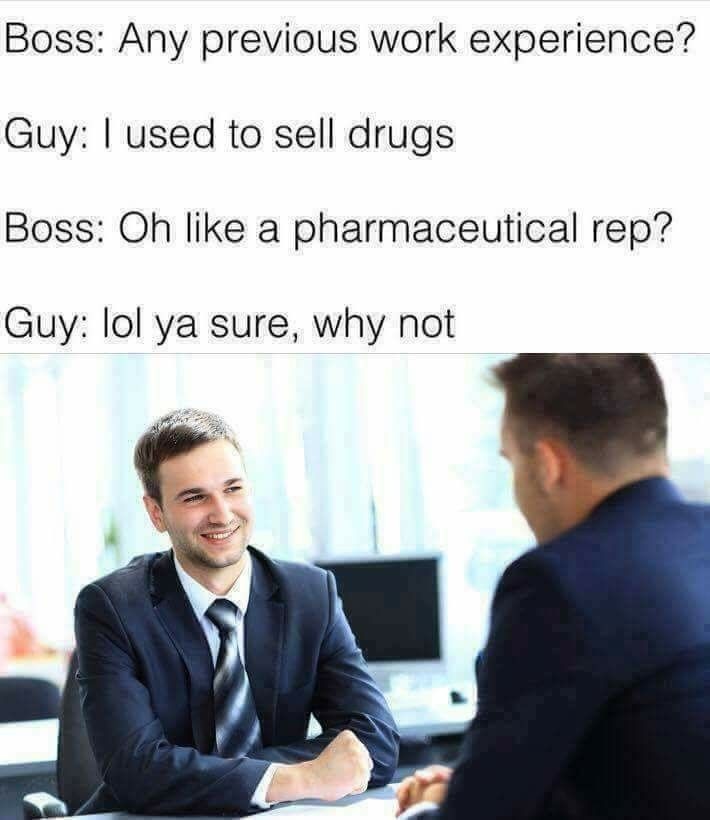 Boss: Any previous work experience?
Guy: I used to sell drugs
Boss: Oh like a pharmaceutical rep?
Guy: lol ya sure, why not